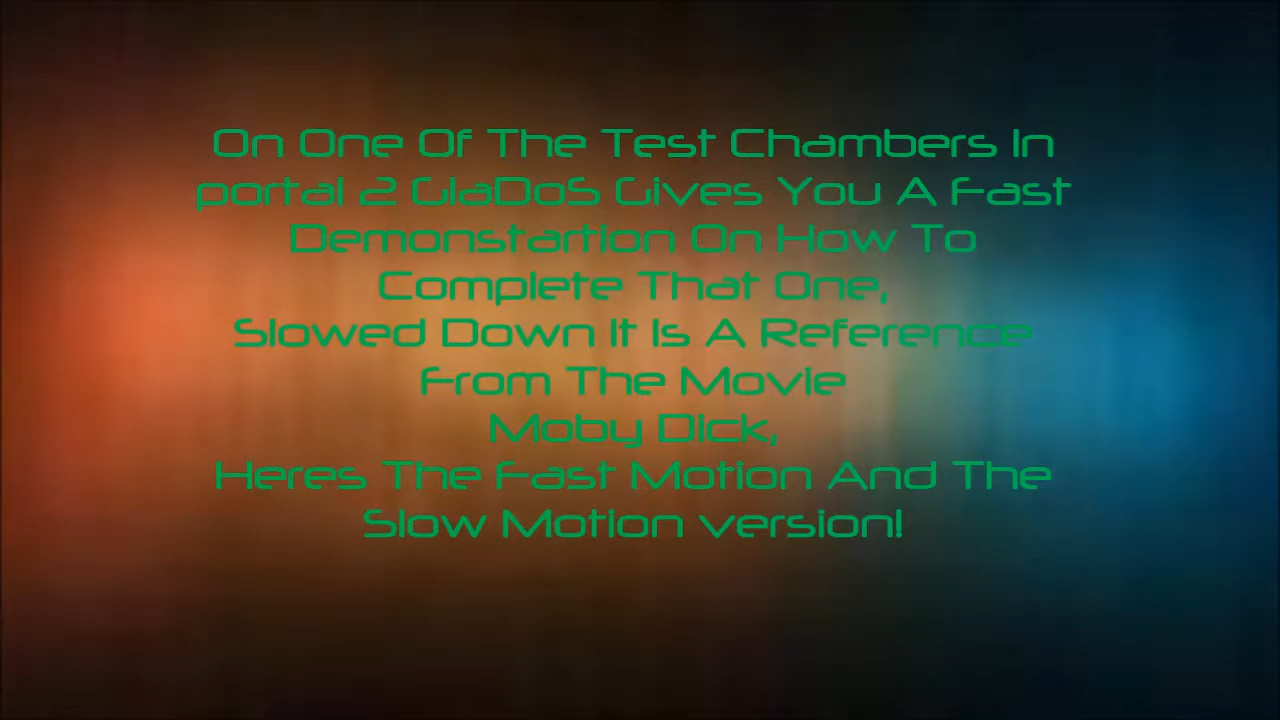 On One Of The Test Chambers In
portal 2 GlaDoS Gives You A Fast
Demonstartion On How To
Complete That One,
Slowed Down It Is A Reference
From The Movie
Moby Dick,
Heres The Fast Motion And The
Slow Motion version!